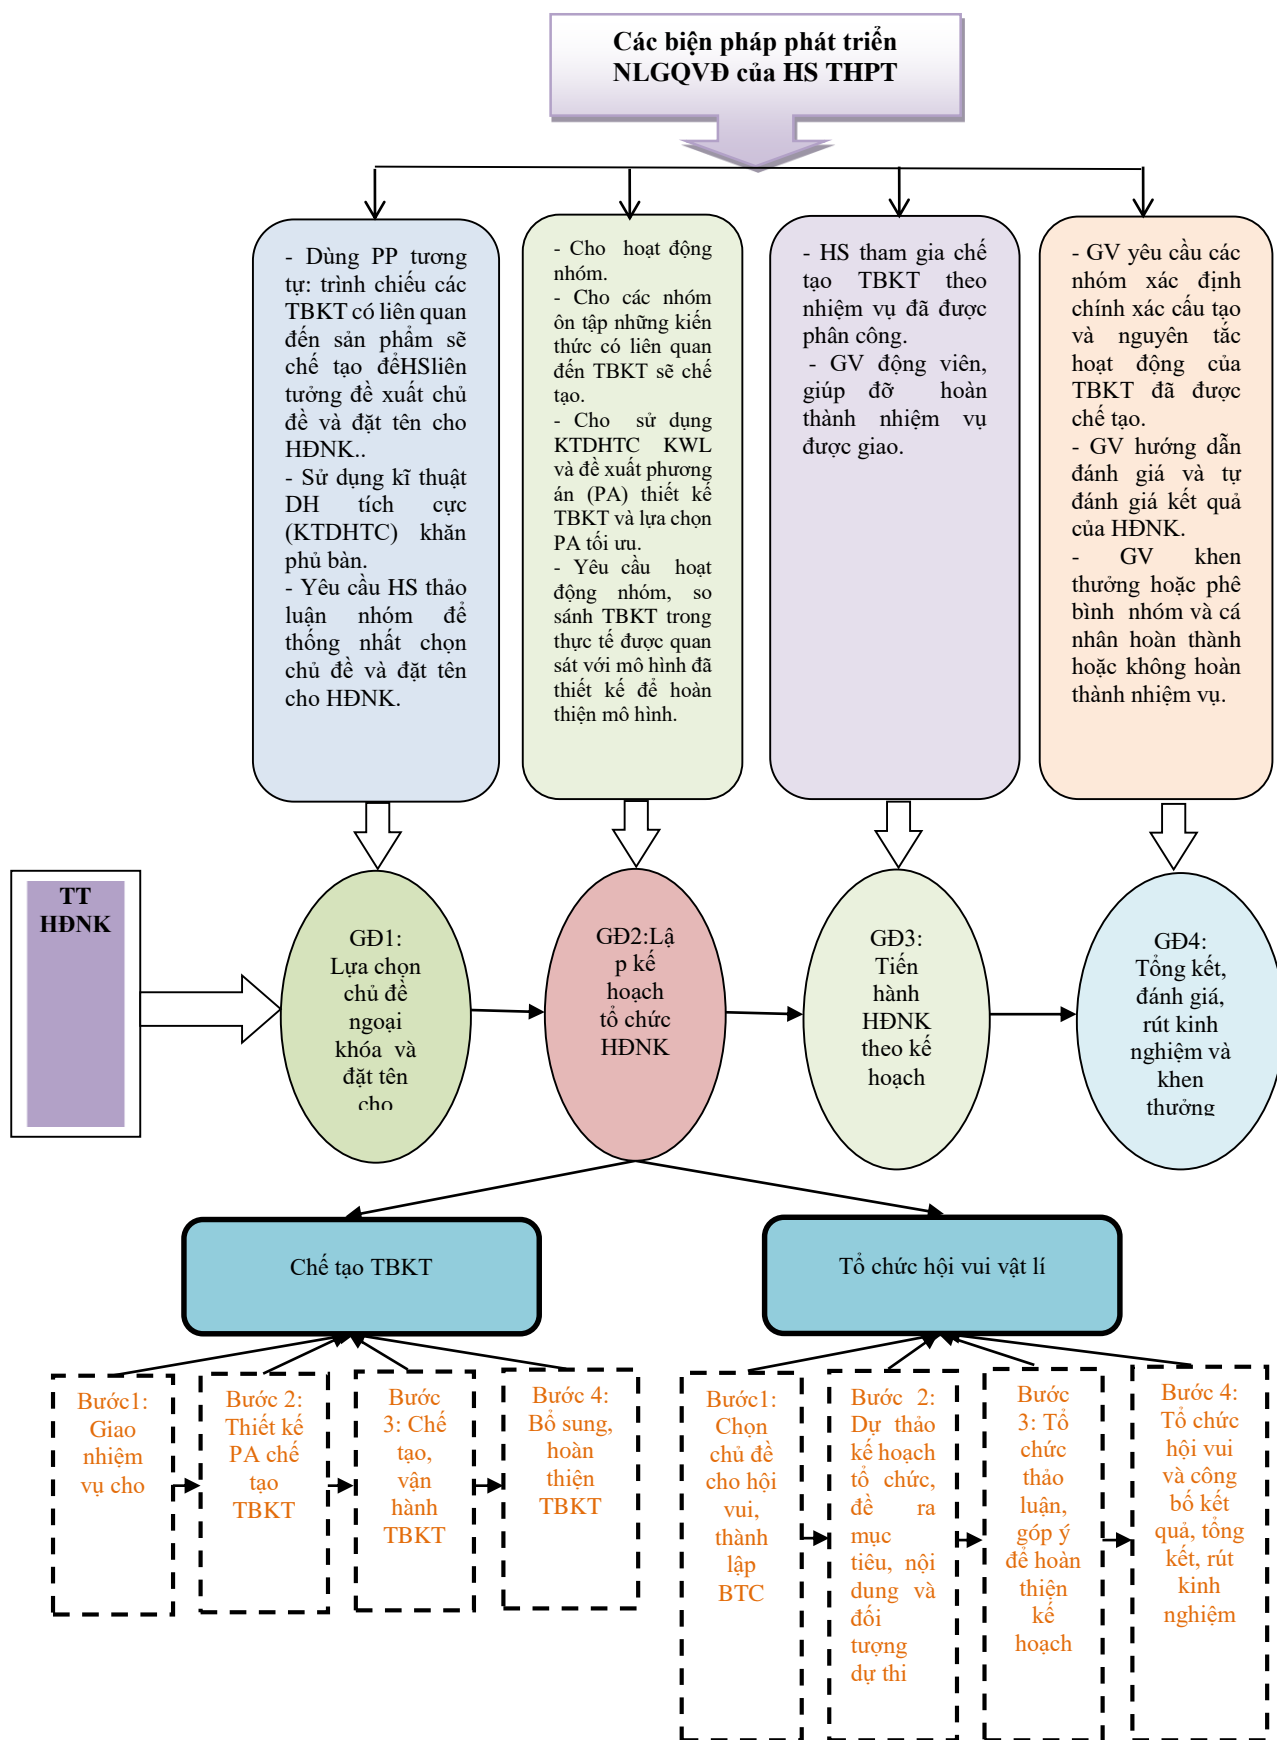 Các biện pháp phát triển
NLGQVĐ của HS THPT
- Dùng PP tương
tự: trình chiếu các
TBKT có liên quan
đến sản phẩm sẽ
chế tạo đểHSliên
tưởng đề xuất chủ
đề và đặt tên cho
HĐNK..
- Sử dụng kĩ thuật
DH tích cực
(KTDHTC) khăn
phủ bàn.
- Yêu cầu HS thảo
luận nhóm để
thống nhất chọn
chủ đề và đặt tên
cho HĐNK.
- Cho hoạt động
nhóm.
- Cho các nhóm
ôn tập những kiến
thức có liên quan
đến TBKT sẽ chế
tạo.
- Cho sử dụng
KTDHTC KWL
và đề xuất phương
án (PA) thiết kế
TBKT và lựa chọn
PA tối ưu.
- Yêu cầu hoạt
động nhóm, so
sánh TBKT trong
thực tế được quan
sát với mô hình đã
thiết kế để hoàn
thiện mô hình.
- HS tham gia chế
tạo TBKT theo
nhiệm vụ đã được
phân công.
- GV động viên,
giúp đỡ hoàn
thành nhiệm vụ
được giao.
- GV yêu cầu các
nhóm xác định
chính xác cấu tạo
và nguyên tắc
hoạt động của
TBKT đã được
chế tạo.
- GV hướng dẫn
đánh giá và tự
đánh giá kết quả
của HĐNK.
- GV khen
thưởng hoặc phê
bình nhóm và cá
nhân hoàn thành
hoặc không hoàn
thành nhiệm vụ.
TT
HĐNK
GĐ1:
Lựa chọn
chủ đề
ngoại
khóa và
đặt tên
cho
GĐ2:Lậ
p kế
hoạch
tổ chức
HĐNK
GĐ3:
Tiến
hành
HĐNK
theo kế
hoạch
GĐ4:
Tổng kết,
đánh giá,
rút kinh
nghiệm và
khen
thưởng
Chế tạo TBKT
Tổ chức hội vui vật lí
Bước1:
Giao
nhiệm
vụ cho
Bước 2:
Thiết kế
PA chế
tạo
TBKT
Bước
3: Chế
tạo,
vận
hành
TBKT
Bước 4:
Bổ sung,
hoàn
thiện
TBKT
Bước1:
Chọn
chủ đề
cho hội
vui,
thành
lập
BTC
Bước 2:
Dự thảo
kế hoạch
tổ chức,
đề ra
mục
tiêu, nội
dung và
đối
tượng
dự thi
Bước
3: Tổ
chức
thảo
luận,
góp ý
để hoàn
thiện
kế
hoạch
Bước 4:
Tổ chức
hội vui
và công
bố kết
quả, tổng
kết, rút
kinh
nghiệm